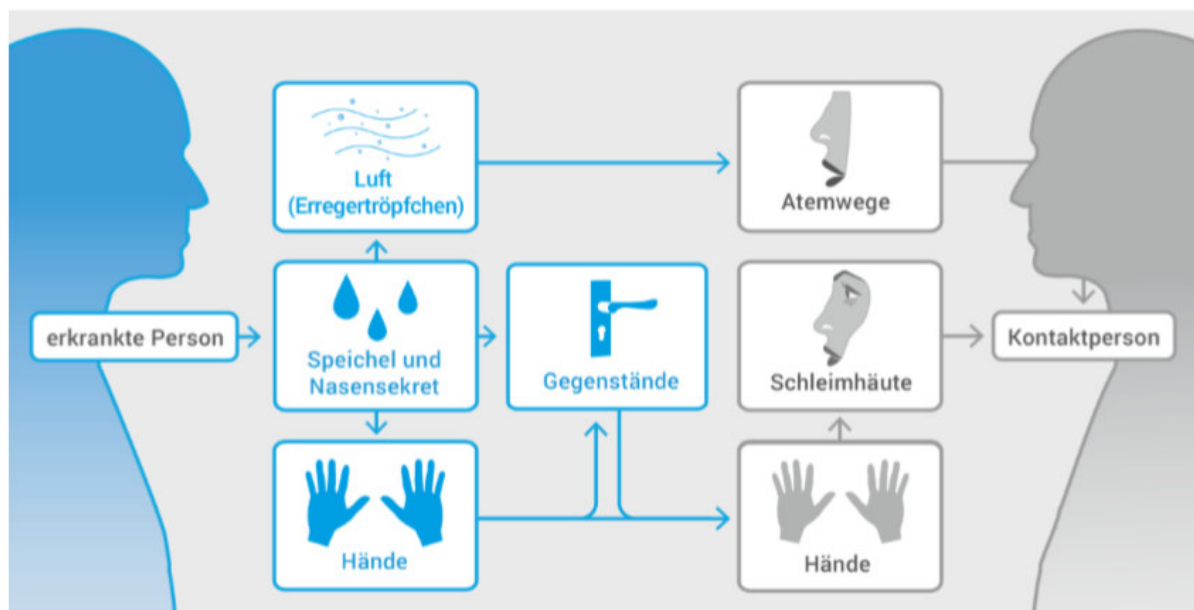 Luft
(Erregertröpfchen)
Atemwege
erkrankte Person
Speichel und
Nasensekret
Gegenstände
Schleimhäute
Kontaktperson
Hände
Hände